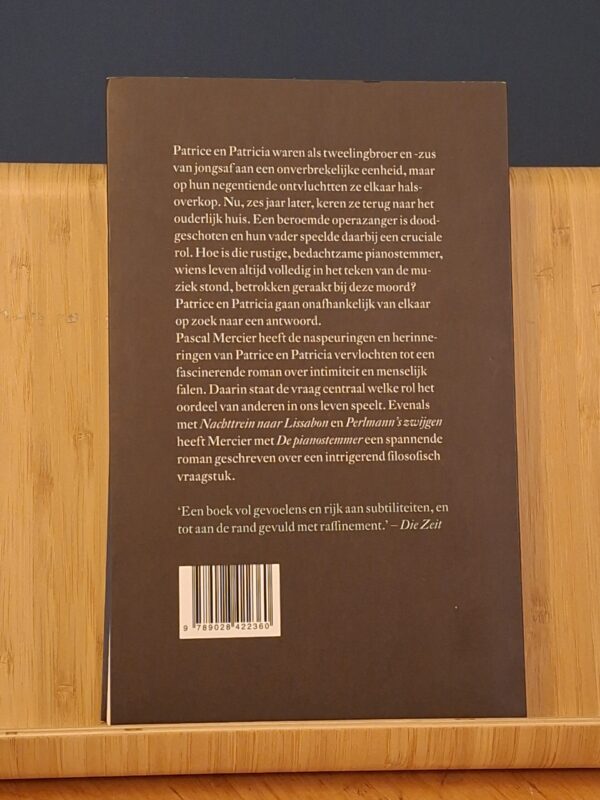 Patrice en Patricia waren als tweelingbroer en -zus
van jongsaf aan een onverbrekelijke eenheid, maar
op hun negentiende ontvluchtten ze elkaar hals-
overkop. Nu, zes jaar later, keren ze terug naar het
ouderlijk huis. Een beroemde operazanger is dood-
geschoten en hun vader speelde daarbij een cruciale
rol. Hoe is die rustige, bedachtzame pianostemmer,
wiens leven altijd volledig in het teken van de mu-
ziek stond, betrokken geraakt bij deze moord?
Patrice en Patricia gaan onafhankelijk van elkaar
op zoek naar een antwoord.
Pascal Mercier heeft de naspeuringen en herinne-
ringen van Patrice en Patricia vervlochten tot een
fascinerende roman over intimiteit en menselijk
falen. Daarin staat de vraag centraal welke rol het
oordeel van anderen in ons leven speelt. Evenals
met Nachttrein naar Lissabon en Perlmann's zwijgen
heeft Mercier met De pianostemmer een spannende
roman geschreven over een intrigerend filosofisch
vraagstuk.
‘Een boek vol gevoelens en rijk aan subtiliteiten, en
tot aan de rand gevuld met raffinement.’ – Die Zeit
9 789028 422360